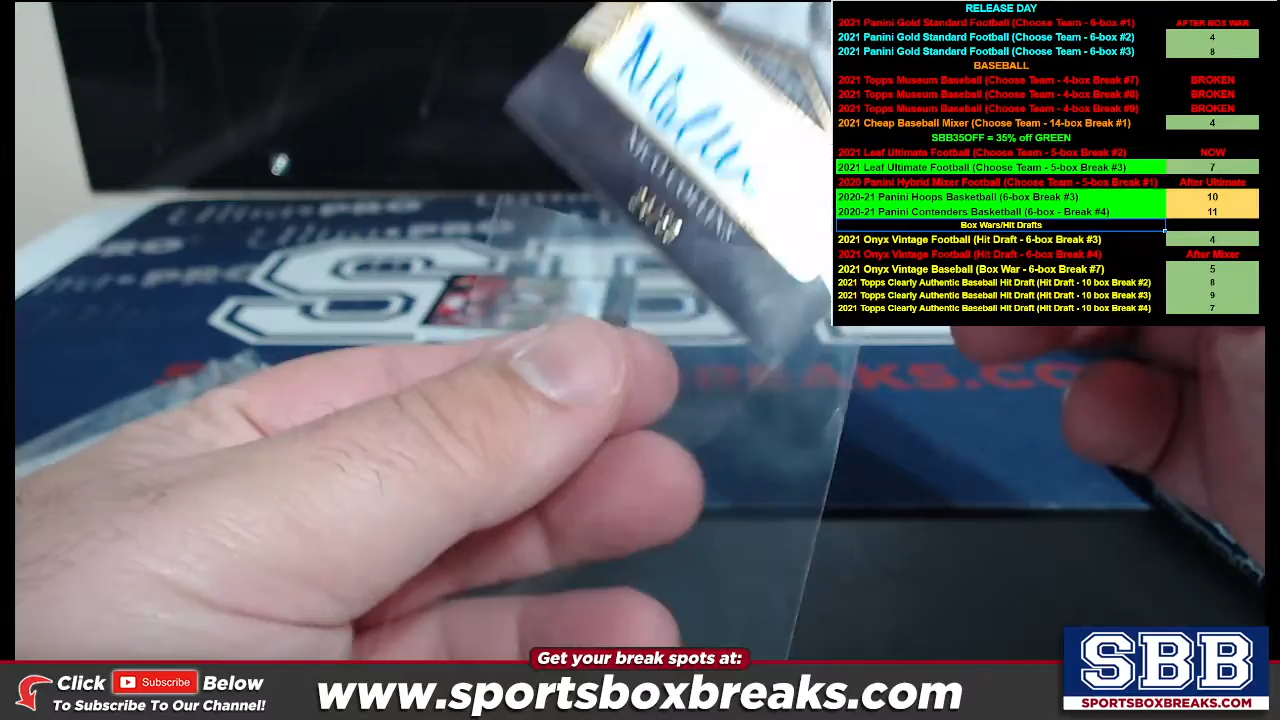 RELEASE DAY
2021 Panini Gold Standard Football (Choose Team - 6-box #1) AFTER BOX WAR
2021 Panini Gold Standard Football (Choose Team - 6-box #2) 4
2021 Panini Gold Standard Football (Choose Team - 6-box #3) 8
BASEBALL
2021 Topps Museum Baseball (Choose Team - 4-box Break #7) BROKEN
2021 Topps Museum Baseball (Choose Team - 4-box Break #8) BROKEN
2021 Topps Museum Baseball (Choose Team - 4-box Break #9) BROKEN
2021 Cheap Baseball Mixer (Choose Team - 14-box Break #1) 4
SBB35OFF = 35% off GREEN
2021 Leaf Ultimate Football (Choose Team - 5-box Break #2) NOW
2021 Leaf Ultimate Football (Choose Team - 5-box Break #3) 7
2020 Panini Hybrid Mixer Football (Choose Team - 5-box Break #1) After Ultimate
2020-21 Panini Hoops Basketball (6-box Break #3) 10
2020-21 Panini Contenders Basketball (6-box - Break #4) 11
Box Wars/Hit Drafts
2021 Onyx Vintage Football (Hit Draft - 6-box Break #3) 4
2021 Onyx Vintage Football (Hit Draft - 6-box Break #4) After Mixer
2021 Onyx Vintage Baseball (Box War - 6-box Break #7) 5
2021 Topps Clearly Authentic Baseball Hit Draft (Hit Draft - 10 box Break #2) 8
2021 Topps Clearly Authentic Baseball Hit Draft (Hit Draft - 10 box Break #3) 9
2021 Topps Clearly Authentic Baseball Hit Draft (Hit Draft - 10 box Break #4) 7
Get your break spots at:
Click Subscribe Below
To Subscribe To Our Channel!
www.sportsboxbreaks.com
SBB
SPORTSBOXBREAKS.COM